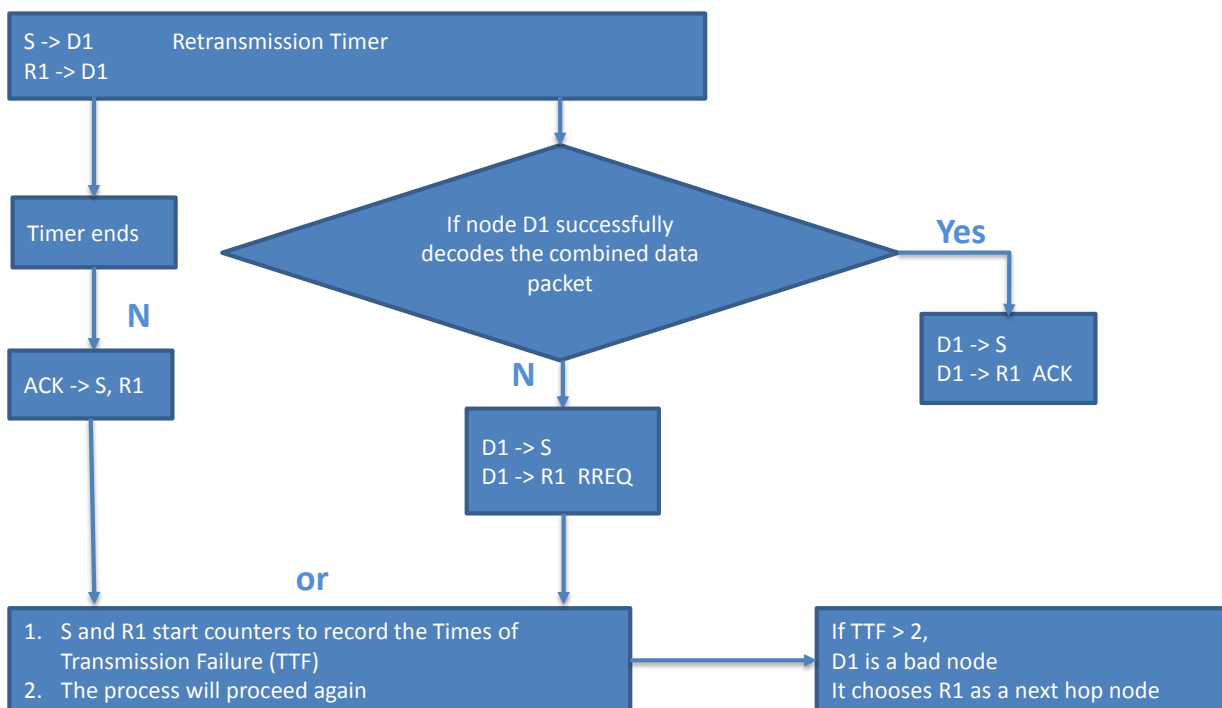 S -> D1 Retransmission Timer
R1 -> D1
Timer ends
N
ACK -> S, R1
If node D1 successfully
decodes the combined data
packet
Yes
D1 -> S
D1 -> R1 ACK
N
D1 -> S
D1 -> R1 RREQ
or
1. S and R1 start counters to record the Times of
Transmission Failure (TTF)
2. The process will proceed again
If TTF > 2,
D1 is a bad node
It chooses R1 as a next hop node